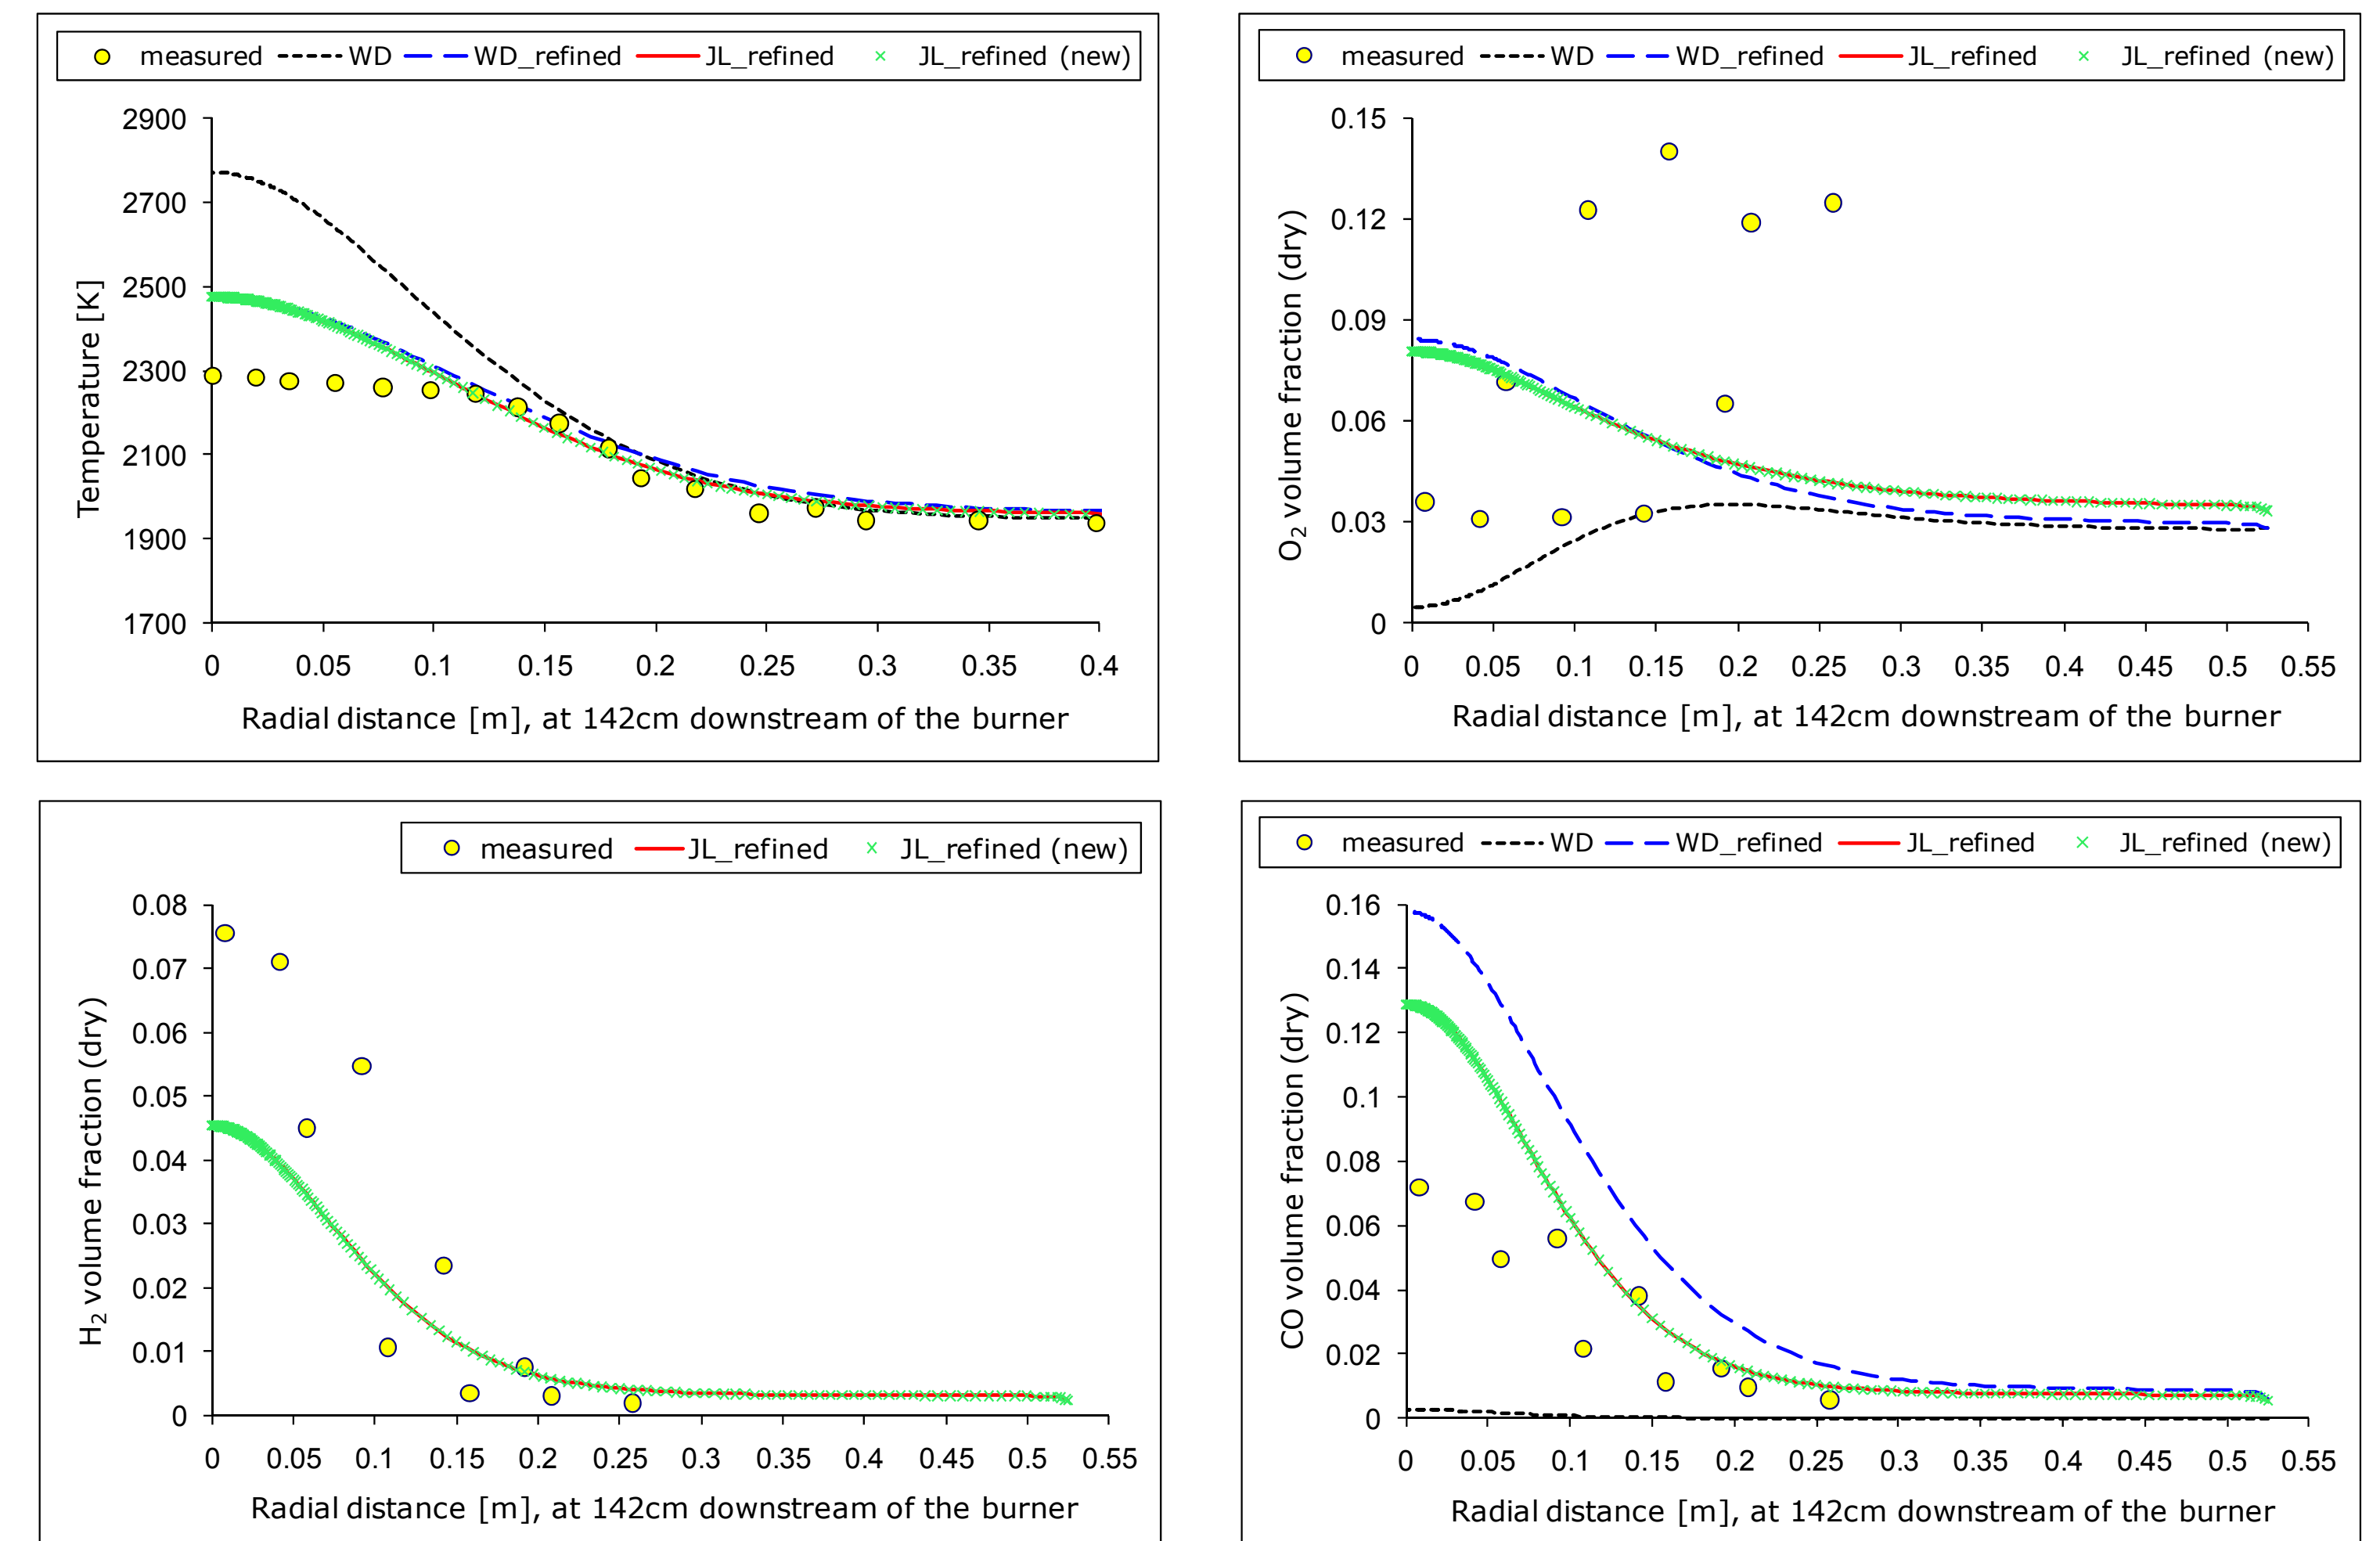 measured WD WD_refined JL_refined JL_refined (new)
2900
2700
2500
2300
2100
1900
1700
Temperature [K]
0 0.05 0.1 0.15 0.2 0.25 0.3 0.35 0.4
Radial distance [m], at 142cm downstream of the burner
measured WD WD_refined JL_refined JL_refined (new)
0.15
0.12
0.09
0.06
0.03
0
O2 volume fraction (dry)
0 0.05 0.1 0.15 0.2 0.25 0.3 0.35 0.4 0.45 0.5 0.55
Radial distance [m], at 142cm downstream of the burner
measured JL_refined JL_refined (new)
0.08
0.07
0.06
0.05
0.04
0.03
0.02
0.01
0
H2 volume fraction (dry)
0 0.05 0.1 0.15 0.2 0.25 0.3 0.35 0.4 0.45 0.5 0.55
Radial distance [m], at 142cm downstream of the burner
measured WD WD_refined JL_refined JL_refined (new)
0.16
0.14
0.12
0.1
0.08
0.06
0.04
0.02
0
CO volume fraction (dry)
0 0.05 0.1 0.15 0.2 0.25 0.3 0.35 0.4 0.45 0.5 0.55
Radial distance [m], at 142cm downstream of the burner